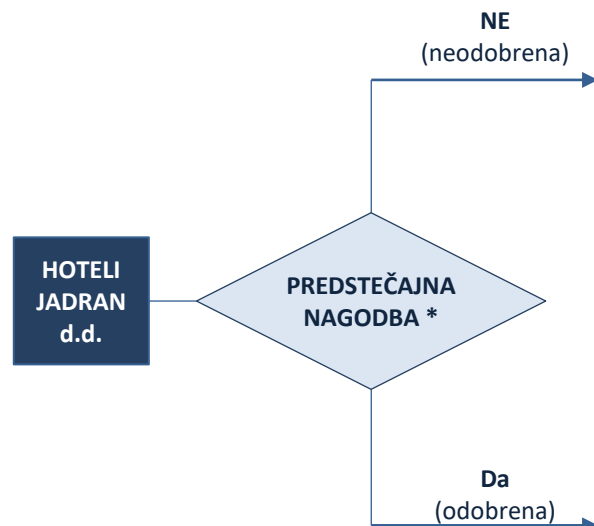 NE
(neodobrena)
HOTELI
JADRAN
d.d.
PREDSTEČAJNA
NAGODBA *
Da
(odobrena)